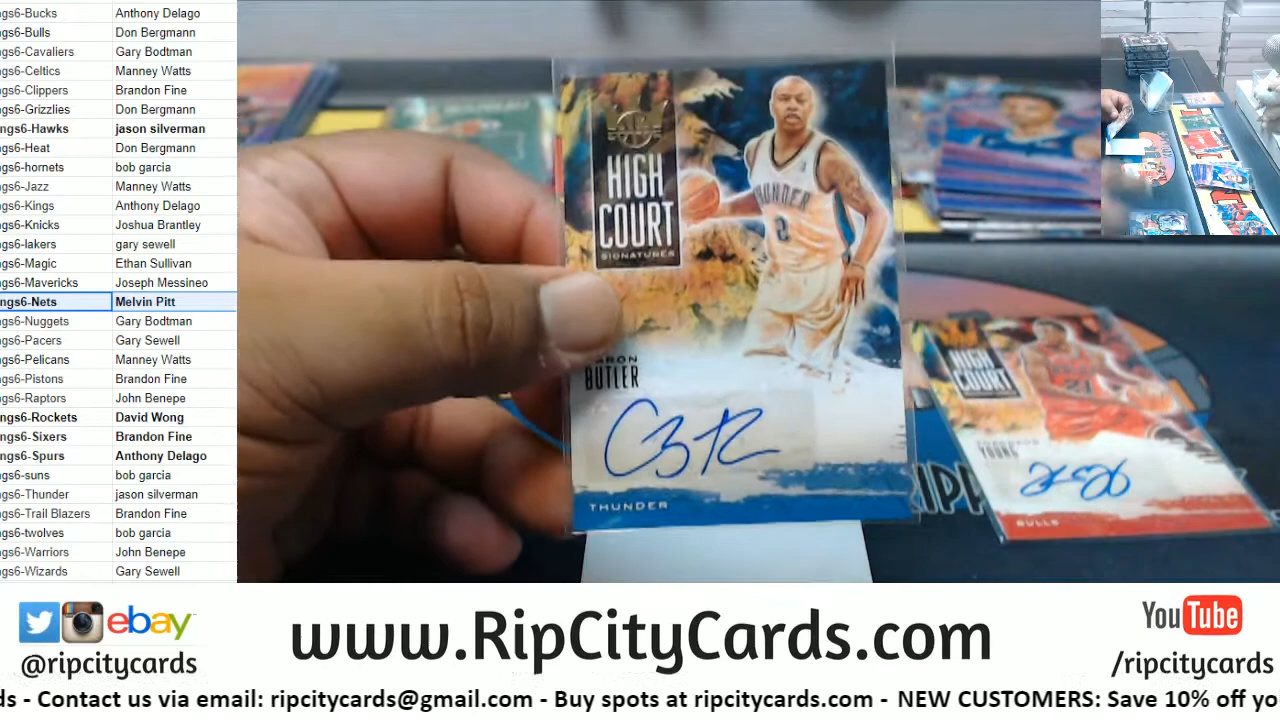 ngs6-Bucks Anthony Delago
ngs6-Bulls Don Bergmann
ngs6-Cavaliers Gary Bodtman
ngs6-Celtics Manney Watts
ngs6-Clippers Brandon Fine
ngs6-Grizzlies Don Bergmann
ngs6-Hawks jason silverman
ngs6-Heat Don Bergmann
ngs6-hornets bob garcia
ngs6-Jazz Manney Watts
ngs6-Kings Anthony Delago
ngs6-Knicks Joshua Brantley
ngs6-lakers gary sewell
ngs6-Magic Ethan Sullivan
ngs6-Mavericks Joseph Messineo
ngs6-Nets Melvin Pitt
ngs6-Nuggets Gary Bodtman
ngs6-Pacers Gary Sewell
ngs6-Pelicans Manney Watts
ngs6-Pistons Brandon Fine
ngs6-Raptors John Benepe
ngs6-Rockets David Wong
ngs6-Sixers Brandon Fine
ngs6-Spurs Anthony Delago
ngs6-suns bob garcia
ngs6-Thunder jason silverman
ngs6-Trail Blazers Brandon Fine
ngs6-twolves bob garcia
ngs6-Warriors John Benepe
ngs6-Wizards Gary Sewell
HIGH
COURT
SIGNATURES
THUNDER
2
ARON
BUTLER
THUNDER
HIGH
COURT
21
YOUNG
BULLS
RIPP
ebay
@ripcitycards
www.RipCityCards.com
YouTube
/ripcitycards
ds - Contact us via email: ripcitycards@gmail.com - Buy spots at ripcitycards.com - NEW CUSTOMERS: Save 10% off yo